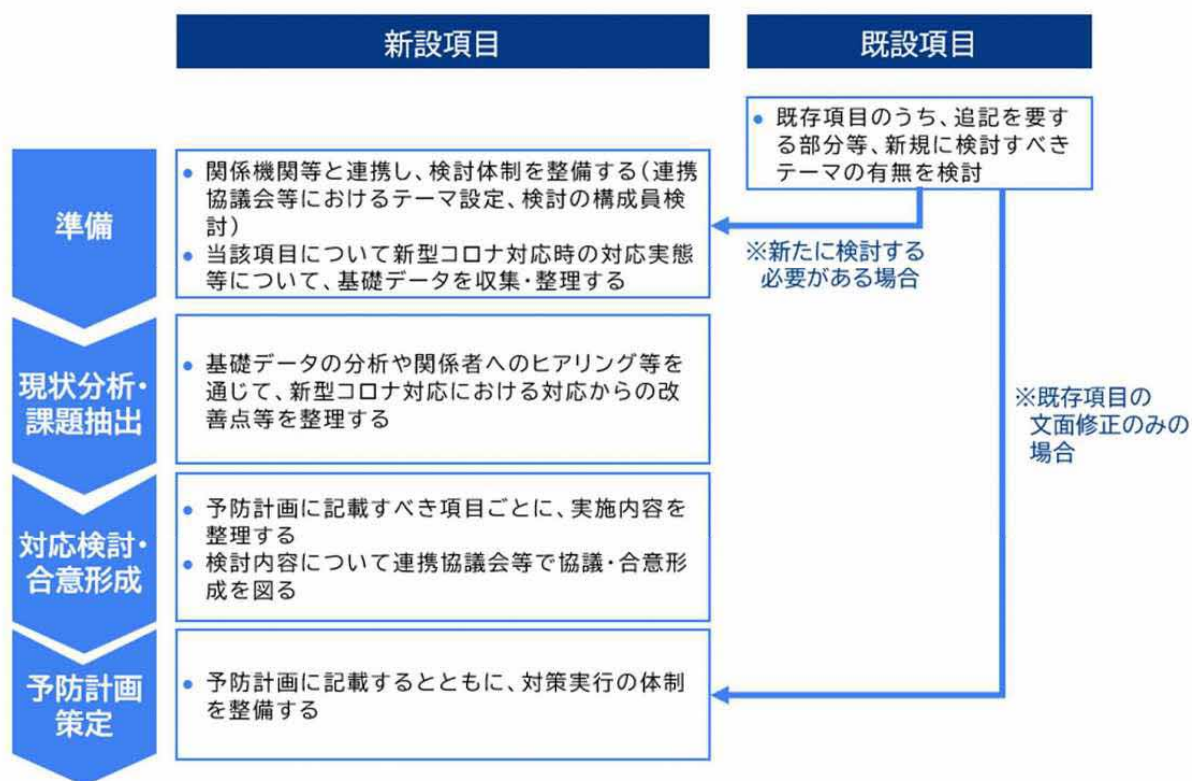 新設項目
既設項目
● 既存項目のうち、追記を要す
る部分等、新規に検討すべき
テーマの有無を検討
準備
● 関係機関等と連携し、検討体制を整備する(連携
協議会等におけるテーマ設定、検討の構成員検
討)
● 当該項目について新型コロナ対応時の対応実態
等について、基礎データを収集・整理する
※新たに検討する
必要がある場合
現状分析・
課題抽出
● 基礎データの分析や関係者へのヒアリング等を
通じて、新型コロナ対応における対応からの改
善点等を整理する
※既存項目の
文面修正のみの
場合
対応検討・
合意形成
● 予防計画に記載すべき項目ごとに、実施内容を
整理する
● 検討内容について連携協議会等で協議・合意形
成を図る
予防計画
策定
● 予防計画に記載するとともに、対策実行の体制
を整備する